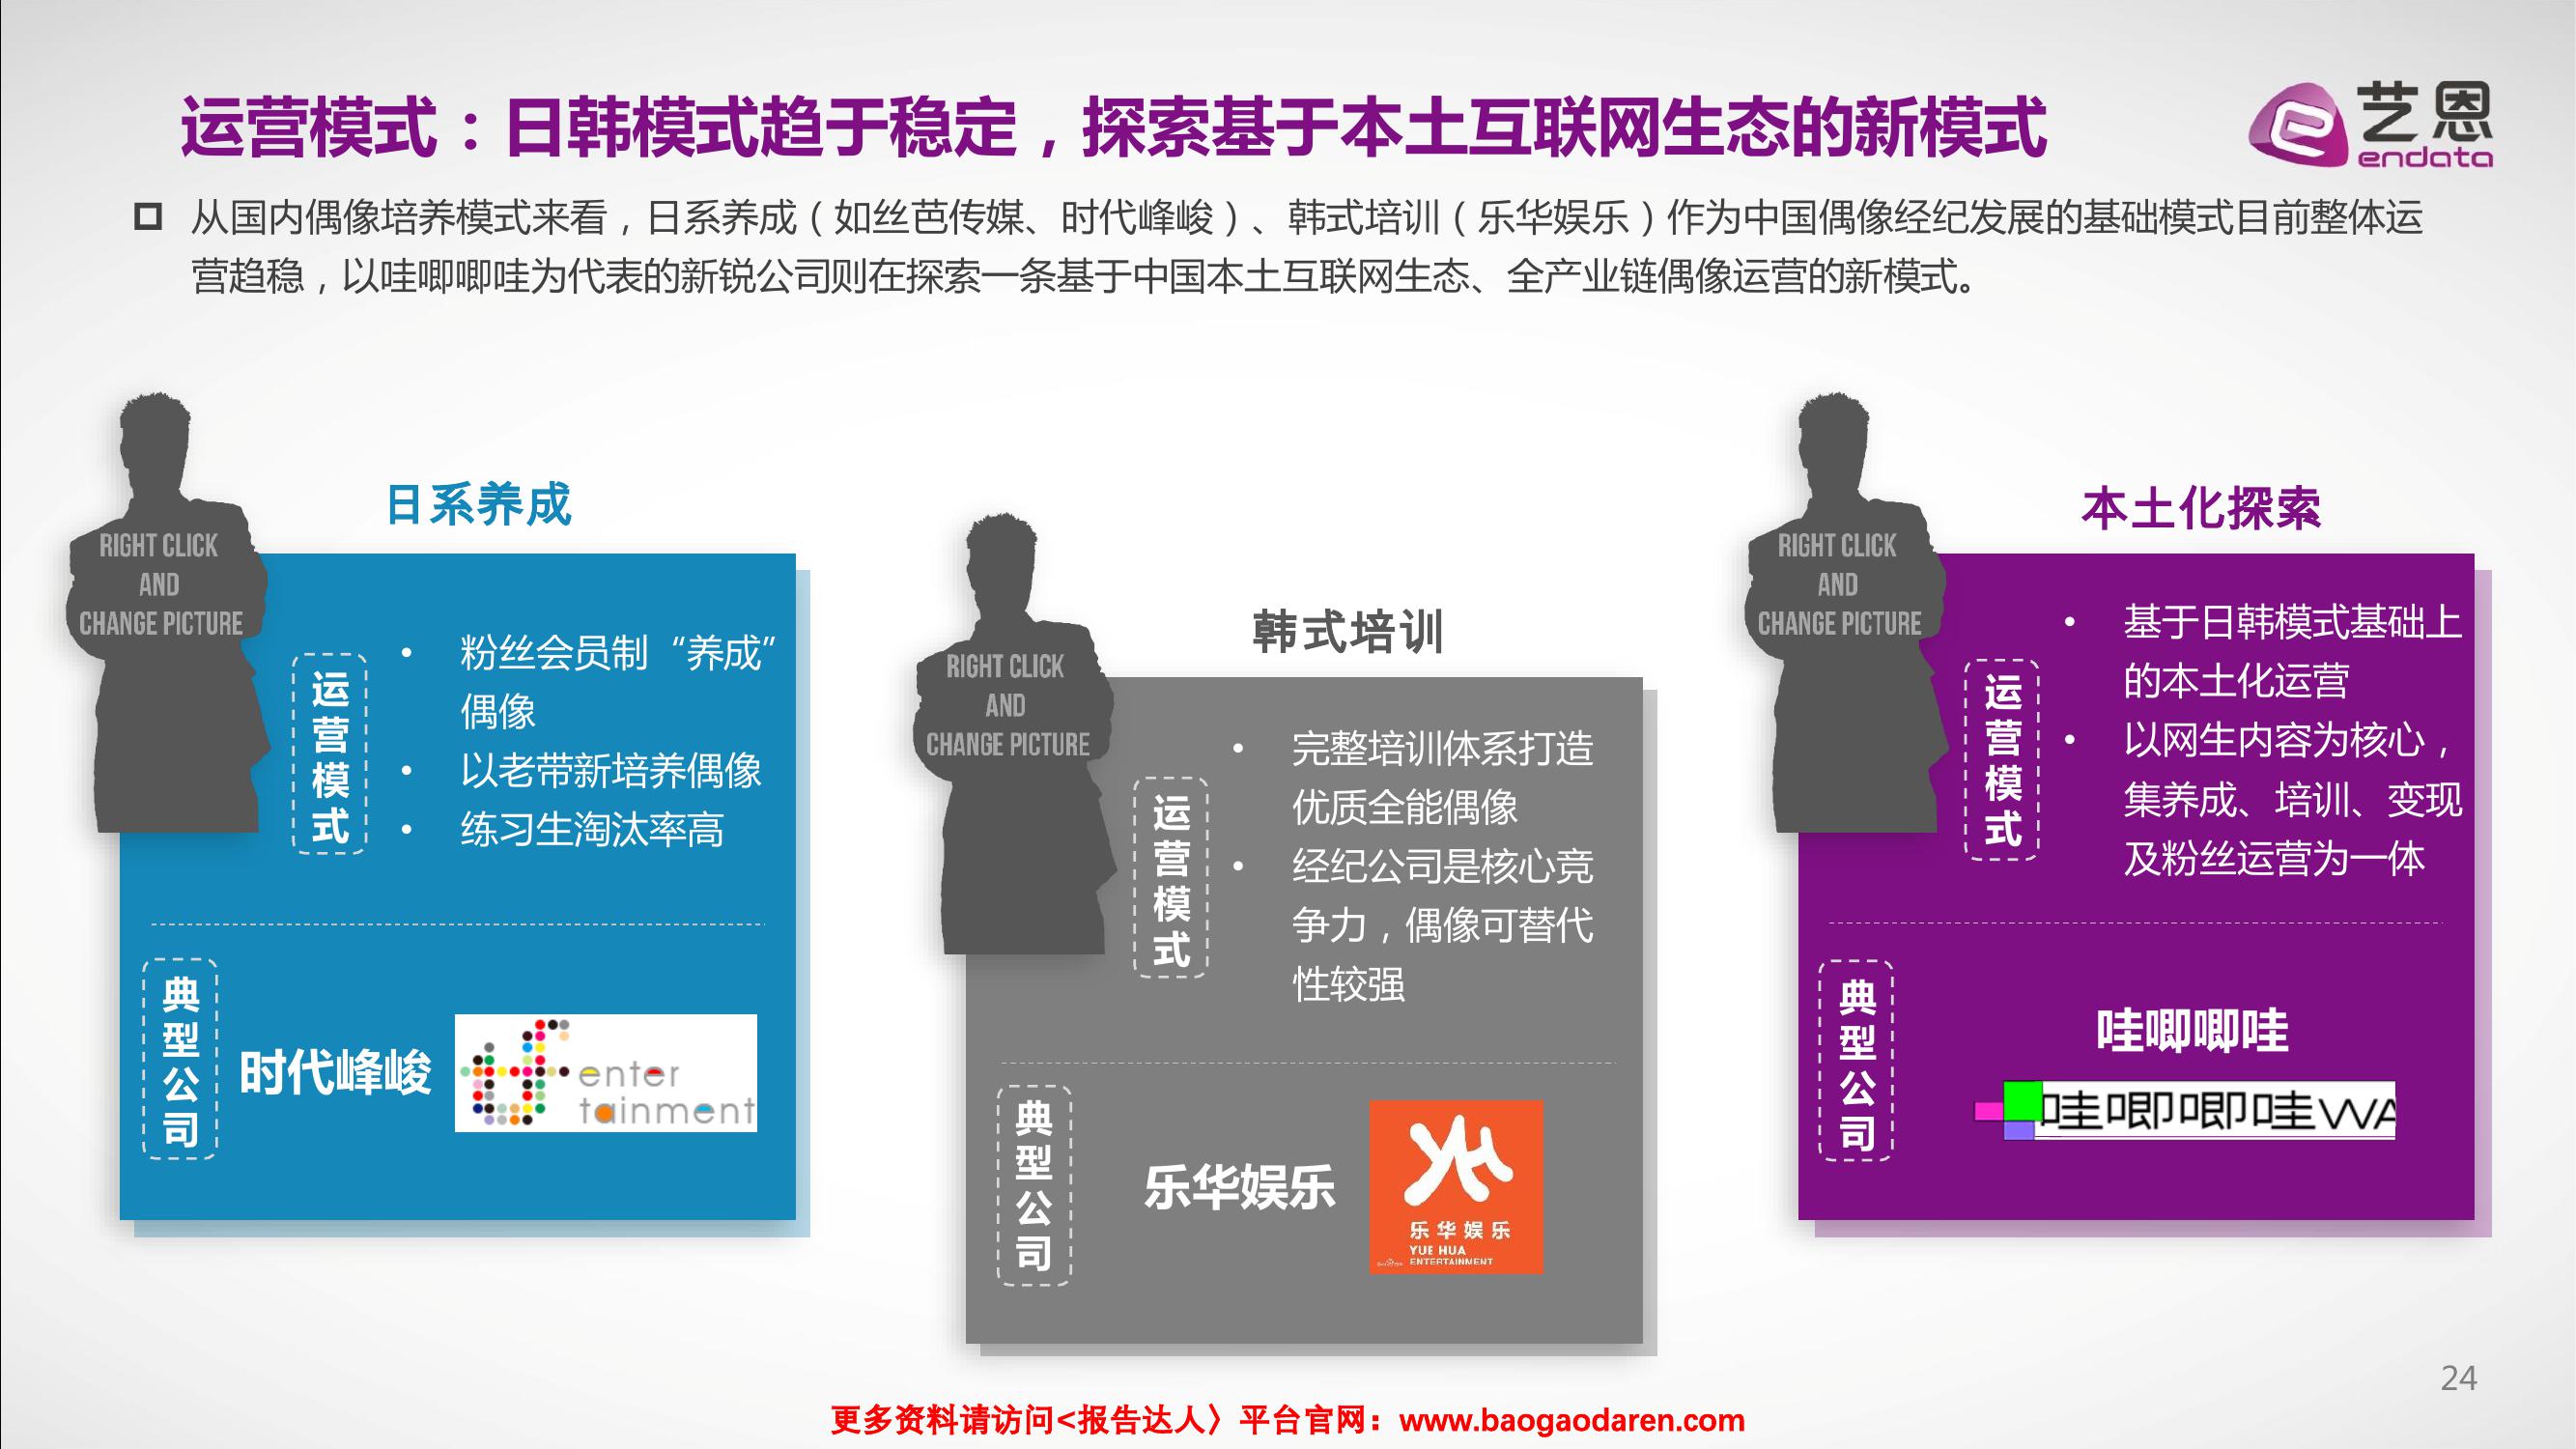 运营模式：日韩模式趋于稳定，探索基于本土互联网生态的新模式
艺恩
endata
从国内偶像培养模式来看，日系养成（如丝芭传媒、时代峰峻）、韩式培训（乐华娱乐）作为中国偶像经纪发展的基础模式目前整体运
营趋稳，以哇唧唧哇为代表的新锐公司则在探索一条基于中国本土互联网生态、全产业链偶像运营的新模式。
日系养成
RIGHT CLICK
AND
CHANGE PICTURE
运营模式
• 粉丝会员制“养成”
偶像
• 以老带新培养偶像
• 练习生淘汰率高
典型公司
时代峰峻
enter
tainment
韩式培训
RIGHT CLICK
AND
CHANGE PICTURE
运营模式
• 完整培训体系打造
优质全能偶像
• 经纪公司是核心竞
争力，偶像可替代
性较强
典型公司
乐华娱乐
乐华娱乐
YUE HUA
ENTERTAINMENT
本土化探索
RIGHT CLICK
AND
CHANGE PICTURE
运营模式
• 基于日韩模式基础上
的本土化运营
• 以网生内容为核心，
集养成、培训、变现
及粉丝运营为一体
典型公司
哇唧唧哇
哇唧唧哇WA
24
更多资料请访问<报告达人〉平台官网：www.baogaodaren.com